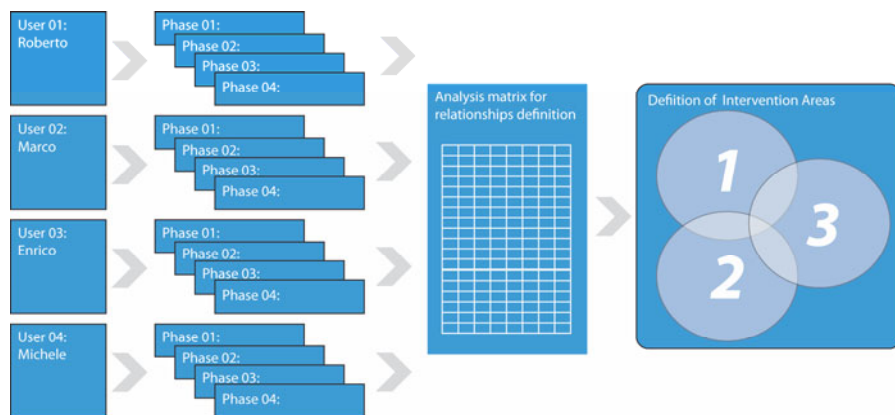 User 01:
Roberto
Phase 01:
Phase 02:
Phase 03:
Phase 04:
User 02:
Marco
Phase 01:
Phase 02:
Phase 03:
Phase 04:
User 03:
Enrico
Phase 01:
Phase 02:
Phase 03:
Phase 04:
User 04:
Michele
Phase 01:
Phase 02:
Phase 03:
Phase 04:
Analysis matrix for
relationships definition
Defiition of Intervention Areas
1
3
2